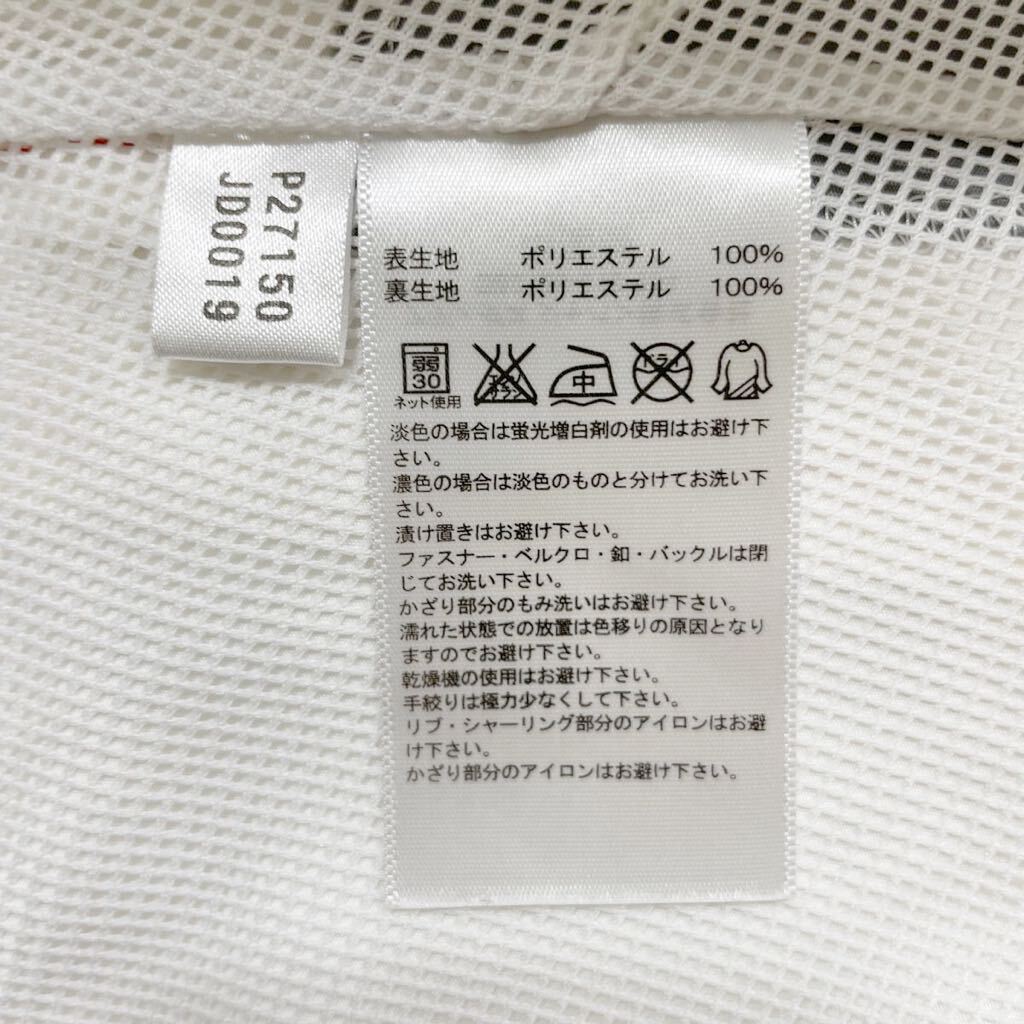 P27150
JD0019
表生地 ポリエステル 100%
裏生地 ポリエステル 100%
弱
30
ネット使用
エンソ
サラシ
中
ドライ
淡色の場合は蛍光増白剤の使用はお避け下
さい。
濃色の場合は淡色のものと分けてお洗い下
さい。
漬け置きはお避け下さい。
ファスナー・ベルクロ・釦・バックルは閉
じてお洗い下さい。
かざり部分のもみ洗いはお避け下さい。
濡れた状態での放置は色移りの原因となり
ますのでお避け下さい。
乾燥機の使用はお避け下さい。
手絞りは極力少なくして下さい。
リブ・シャーリング部分のアイロンはお避
け下さい。
かざり部分のアイロンはお避け下さい。